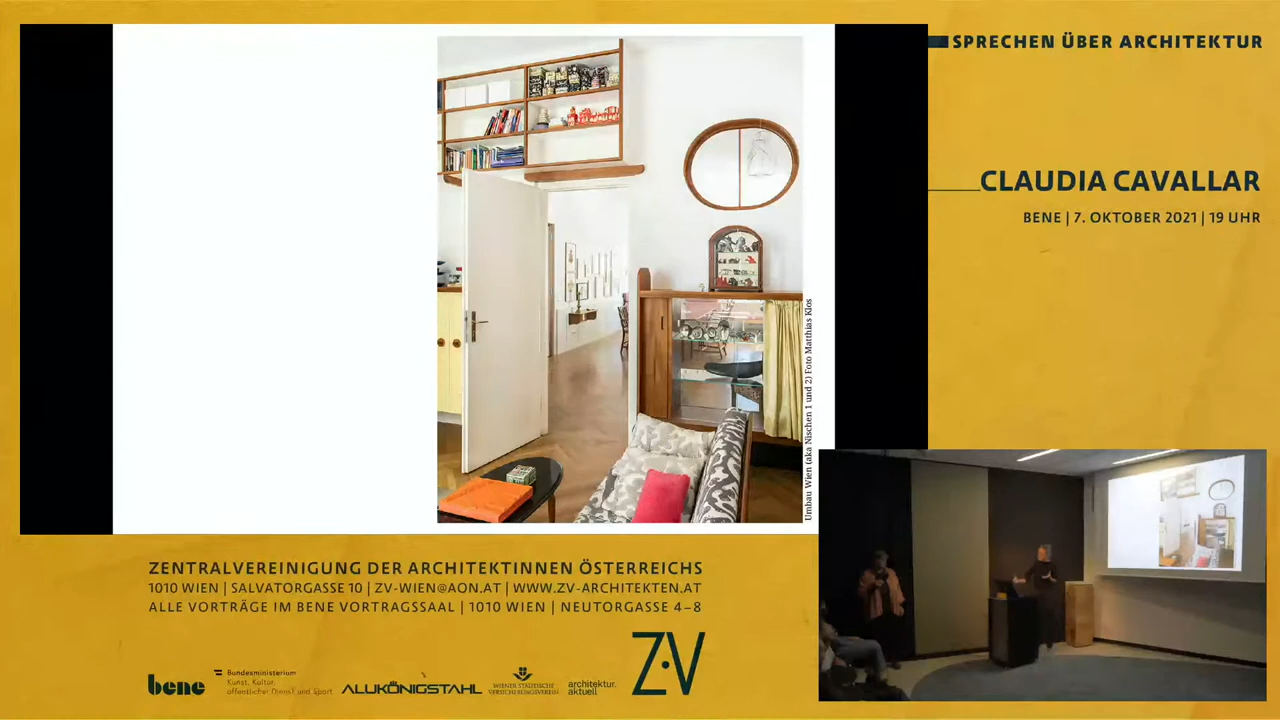 SPRECHEN ÜBER ARCHITEKTUR
CLAUDIA CAVALLAR
BENE | 7. OKTOBER 2021 | 19 UHR
Umbau Wien (aka Nischen 1 und 2) Foto Matthias Klos
ZENTRALVEREINIGUNG DER ARCHITEKTINNEN ÖSTERREICHS
1010 WIEN | SALVATORGASSE 10 | ZV-WIEN@AON.AT | WWW.ZV-ARCHITEKTEN.AT
ALLE VORTRÄGE IM BENE VORTRAGSSAAL | 1010 WIEN | NEUTORGASSE 4–8
bene
Bundesministerium
Kunst, Kultur,
öffentlicher Dienst und Sport
ALUKÖNIGSTAHL
WIENER STÄDTISCHE
VERSICHERUNGSVEREIN
architektur.
aktuell
ZV